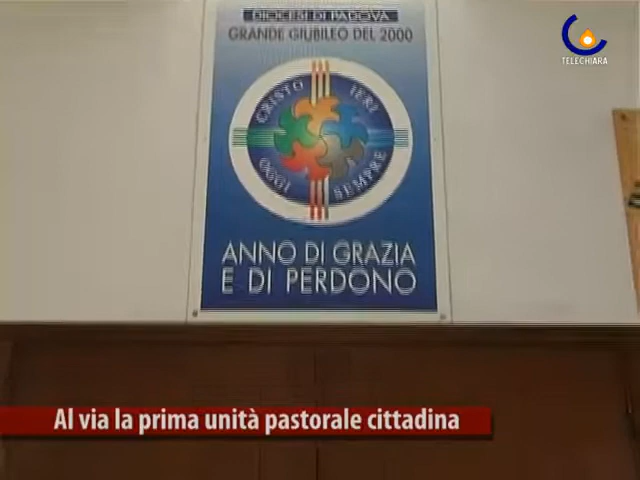 DIOCESI DI PADOVA
GRANDE GIUBILEO DEL 2000
CRISTO IERI
OGGI SEMPRE
ANNO DI GRAZIA
E DI PERDONO
TELECHIARA
Al via la prima unità pastorale cittadina